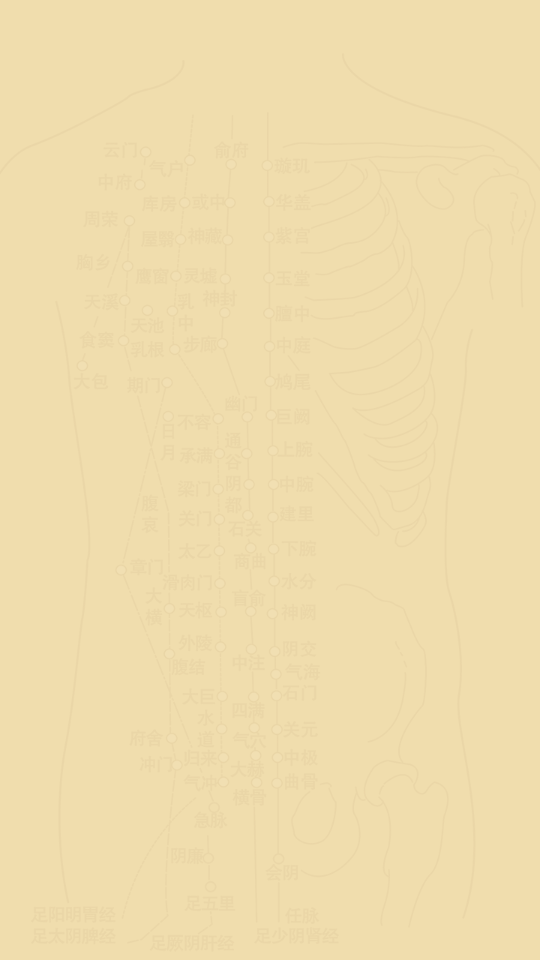 云门
俞府
气户
璇玑
中府
库房
或中
华盖
周荣
屋翳
神藏
紫宫
胸乡
膺窗
灵墟
玉堂
天溪
乳中
神封
膻中
天池
食窦
乳根
步廊
中庭
大包
期门
鸠尾
幽门
日月
不容
巨阙
通谷
承满
上脘
梁门
阴都
中脘
腹哀
关门
石关
建里
太乙
商曲
下脘
章门
滑肉门
水分
大横
天枢
肓俞
神阙
外陵
阴交
腹结
中注
气海
大巨
石门
四满
水道
关元
府舍
气穴
归来
中极
冲门
大赫
气冲
曲骨
横骨
急脉
阴廉
会阴
足五里
足阳明肾经
任脉
足太阴脾经
足厥阴肝经
足少阴肾经